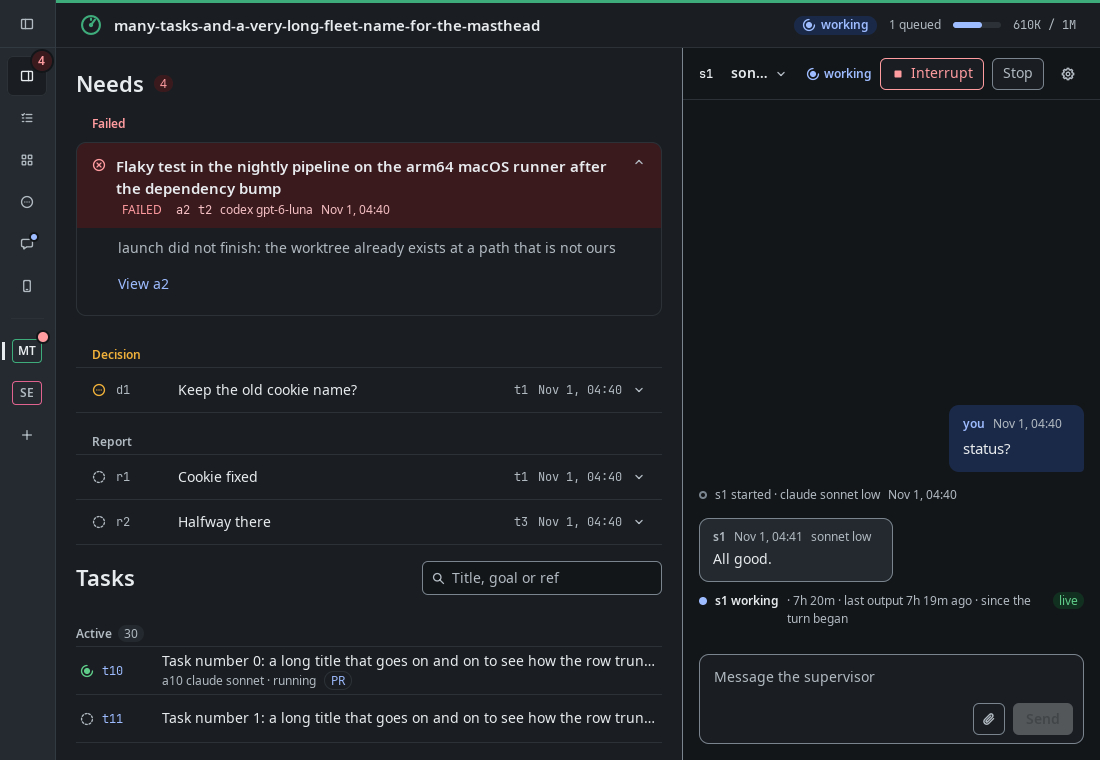 many-tasks-and-a-very-long-fleet-name-for-the-masthead
working
1 queued
610K / 1M
4
MT
SE
Needs 4
Failed
Flaky test in the nightly pipeline on the arm64 macOS runner after
the dependency bump
FAILED a2 t2 codex gpt-6-luna Nov 1, 04:40
launch did not finish: the worktree already exists at a path that is not ours
View a2
Decision
d1 Keep the old cookie name? t1 Nov 1, 04:40
Report
r1 Cookie fixed t1 Nov 1, 04:40
r2 Halfway there t3 Nov 1, 04:40
Tasks
Title, goal or ref
Active 30
t10 Task number 0: a long title that goes on and on to see how the row trun...
a10 claude sonnet · running PR
t11 Task number 1: a long title that goes on and on to see how the row trun...
s1 son... working Interrupt Stop
you Nov 1, 04:40
status?
s1 started · claude sonnet low Nov 1, 04:40
s1 Nov 1, 04:41 sonnet low
All good.
s1 working · 7h 20m · last output 7h 19m ago · since the
turn began
live
Message the supervisor
Send